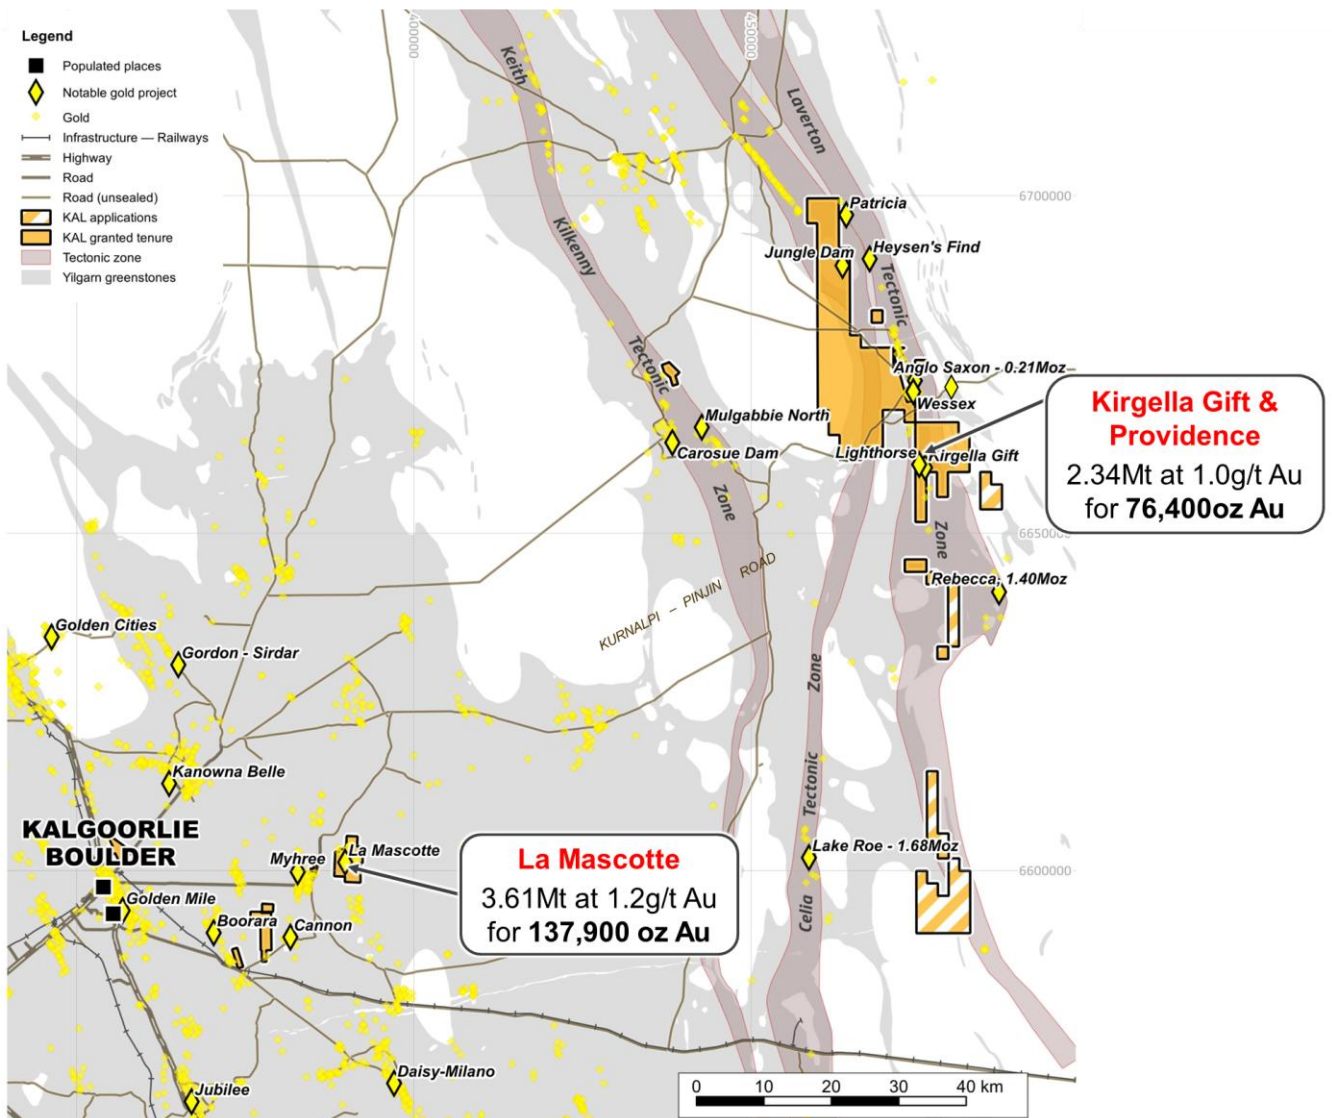 Legend
Populated places
Notable gold project
Gold
Infrastructure — Railways
Highway
Road
Road (unsealed)
KAL applications
KAL granted tenure
Tectonic zone
Yilgarn greenstones
400000
450000
Keith
Kilkenny
Tectonic
Zone
Laverton
Tectonic
Zone
6700000
Patricia
Heysen's Find
Jungle Dam
Anglo Saxon - 0.21Moz
Wessex
Mulgabbie North
Carosue Dam
Lighthorse
Kirgella Gift
Kirgella Gift &
Providence
2.34Mt at 1.0g/t Au
for 76,400oz Au
6650000
Rebecca, 1.40Moz
KURNALPI – PINJIN ROAD
Golden Cities
Gordon - Sirdar
Kanowna Belle
KALGOORLIE
BOULDER
Golden Mile
Myhree
La Mascotte
Boorara
Cannon
La Mascotte
3.61Mt at 1.2g/t Au
for 137,900 oz Au
Lake Roe - 1.68Moz
6600000
Celia
Tectonic
Zone
Jubilee
Daisy-Milano
0 10 20 30 40 km